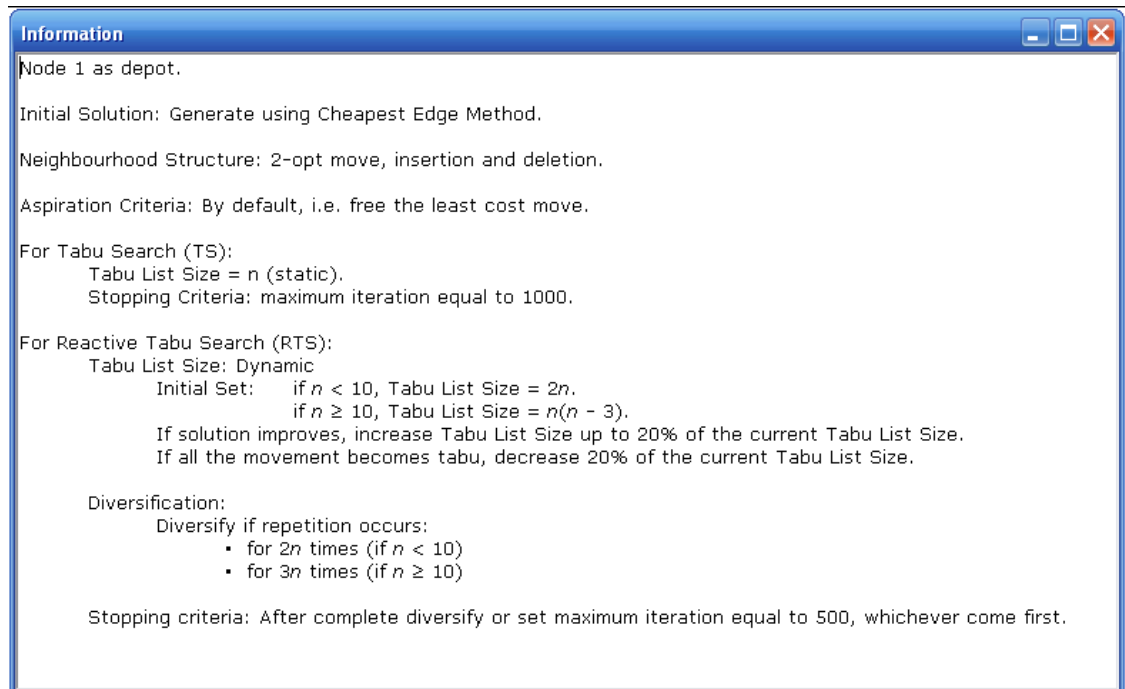 Information
Node 1 as depot.
Initial Solution: Generate using Cheapest Edge Method.
Neighbourhood Structure: 2-opt move, insertion and deletion.
Aspiration Criteria: By default, i.e. free the least cost move.
For Tabu Search (TS):
Tabu List Size = n (static).
Stopping Criteria: maximum iteration equal to 1000.
For Reactive Tabu Search (RTS):
Tabu List Size: Dynamic
Initial Set: if n < 10, Tabu List Size = 2n.
if n ≥ 10, Tabu List Size = n(n - 3).
If solution improves, increase Tabu List Size up to 20% of the current Tabu List Size.
If all the movement becomes tabu, decrease 20% of the current Tabu List Size.
Diversification:
Diversify if repetition occurs:
▪ for 2n times (if n < 10)
▪ for 3n times (if n ≥ 10)
Stopping criteria: After complete diversify or set maximum iteration equal to 500, whichever come first.